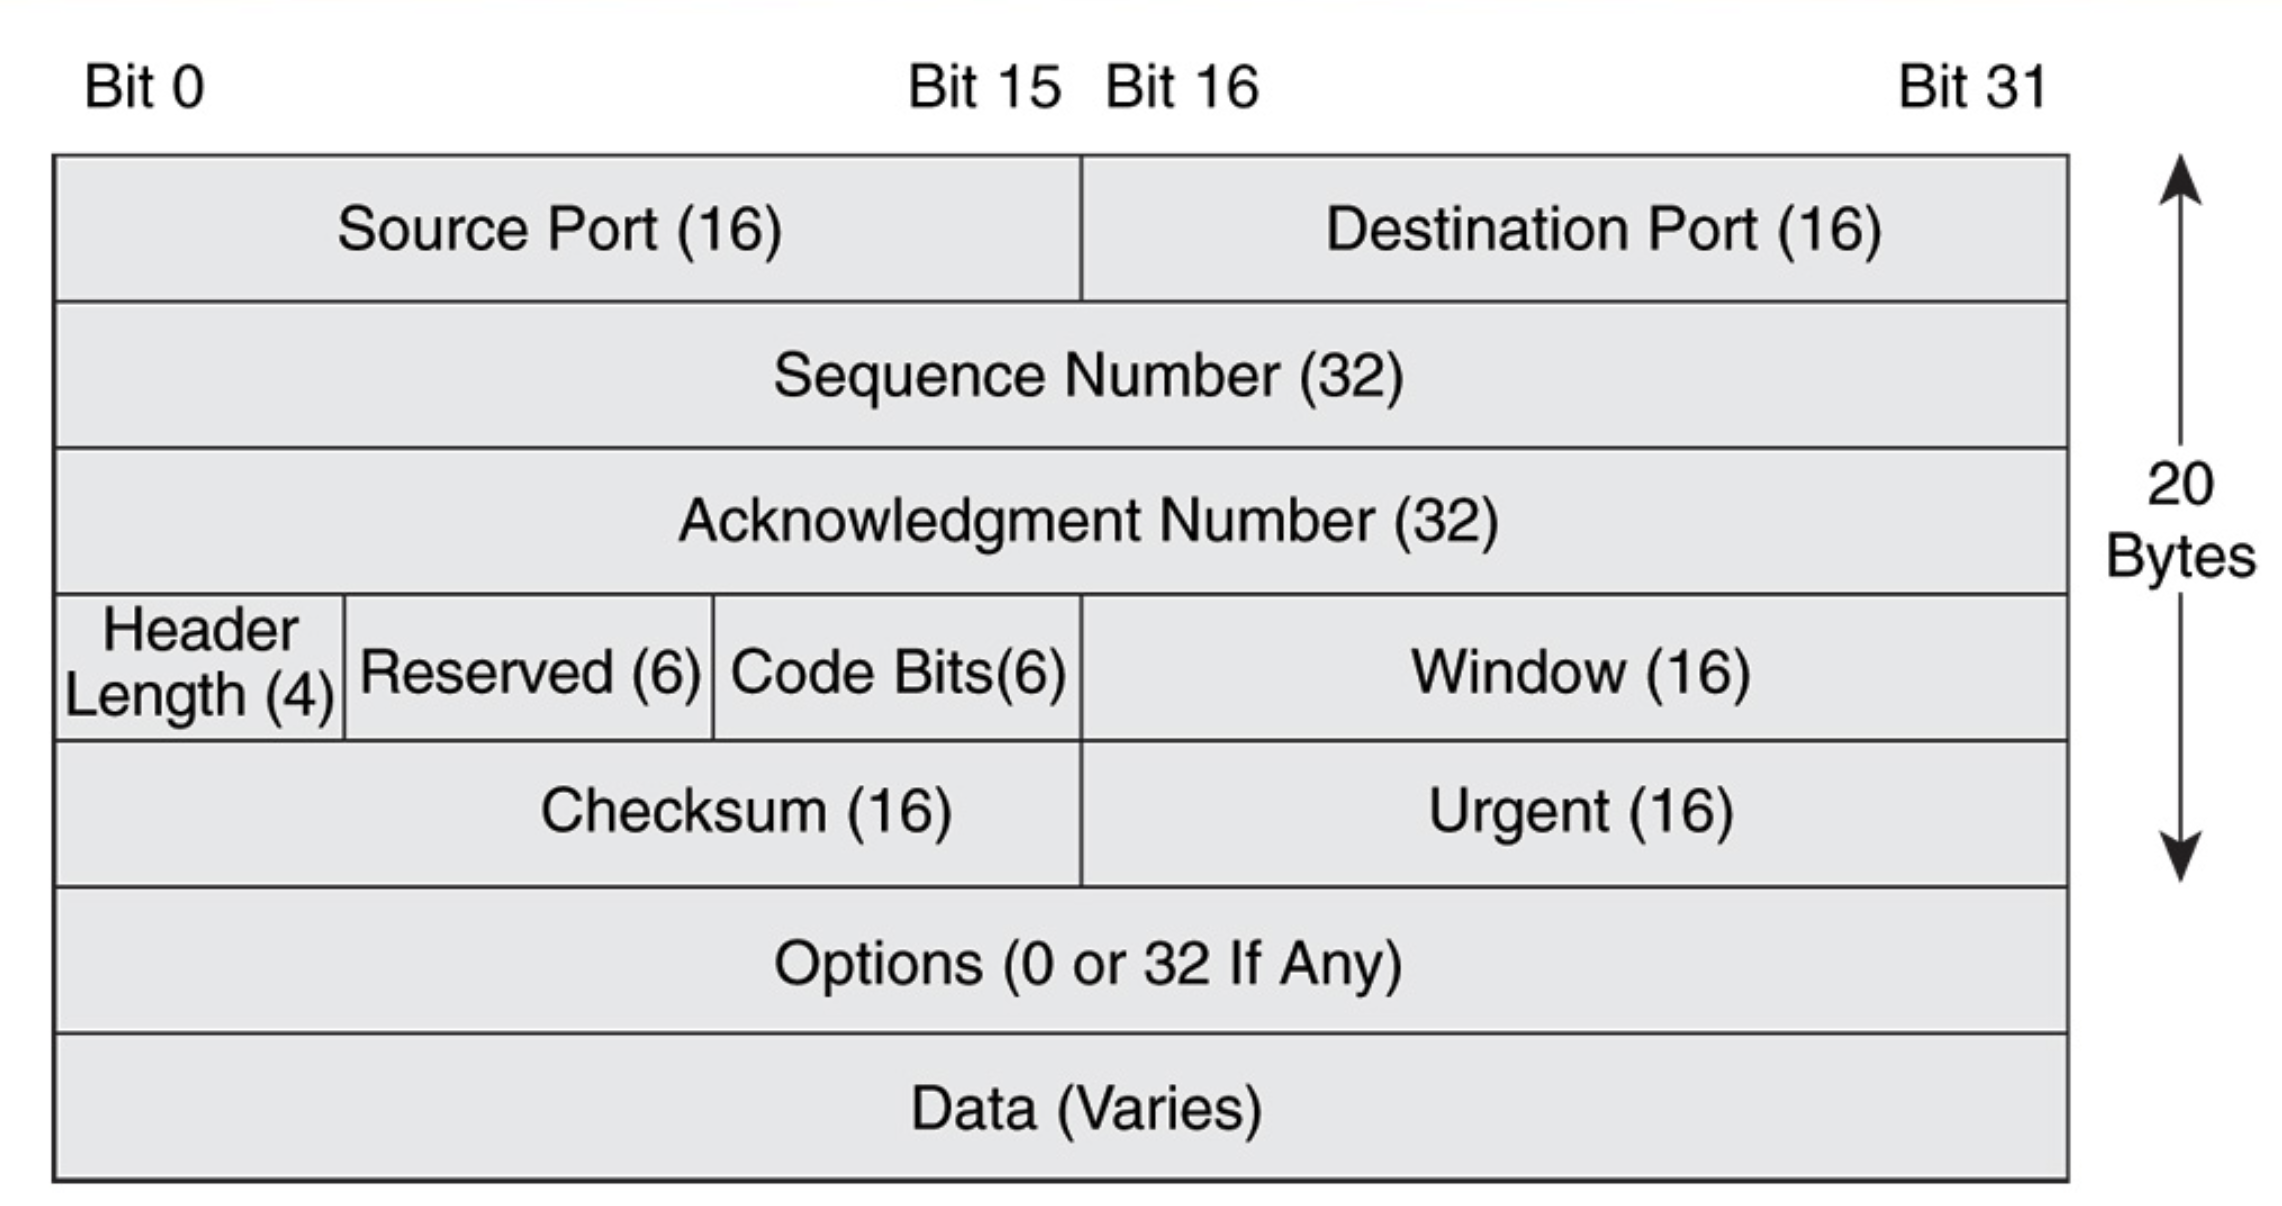 Bit 0 Bit 15 Bit 16 Bit 31
Source Port (16) Destination Port (16)
Sequence Number (32)
Acknowledgment Number (32)
20
Bytes
Header
Length (4) Reserved (6) Code Bits(6) Window (16)
Checksum (16) Urgent (16)
Options (0 or 32 If Any)
Data (Varies)